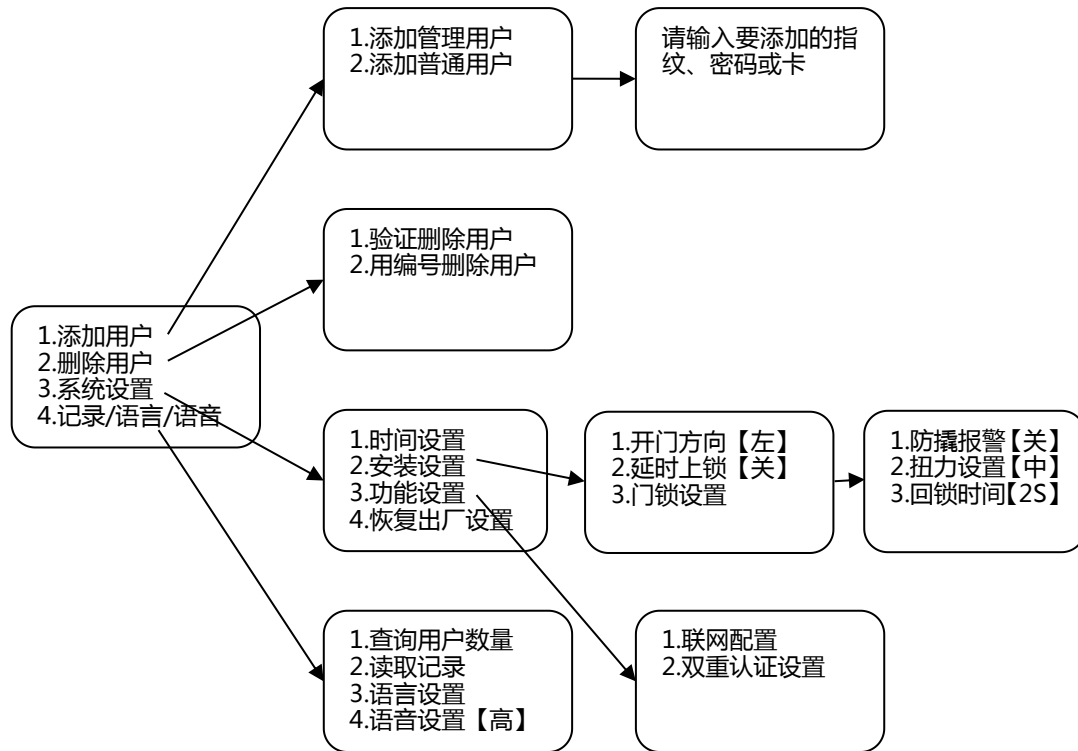 1.添加管理用户
2.添加普通用户
请输入要添加的指
纹、密码或卡
1.验证删除用户
2.用编号删除用户
1.添加用户
2.删除用户
3.系统设置
4.记录/语言/语音
1.时间设置
2.安装设置
3.功能设置
4.恢复出厂设置
1.开门方向【左】
2.延时上锁【关】
3.门锁设置
1.防撬报警【关】
2.扭力设置【中】
3.回锁时间【2S】
1.查询用户数量
2.读取记录
3.语言设置
4.语音设置【高】
1.联网配置
2.双重认证设置